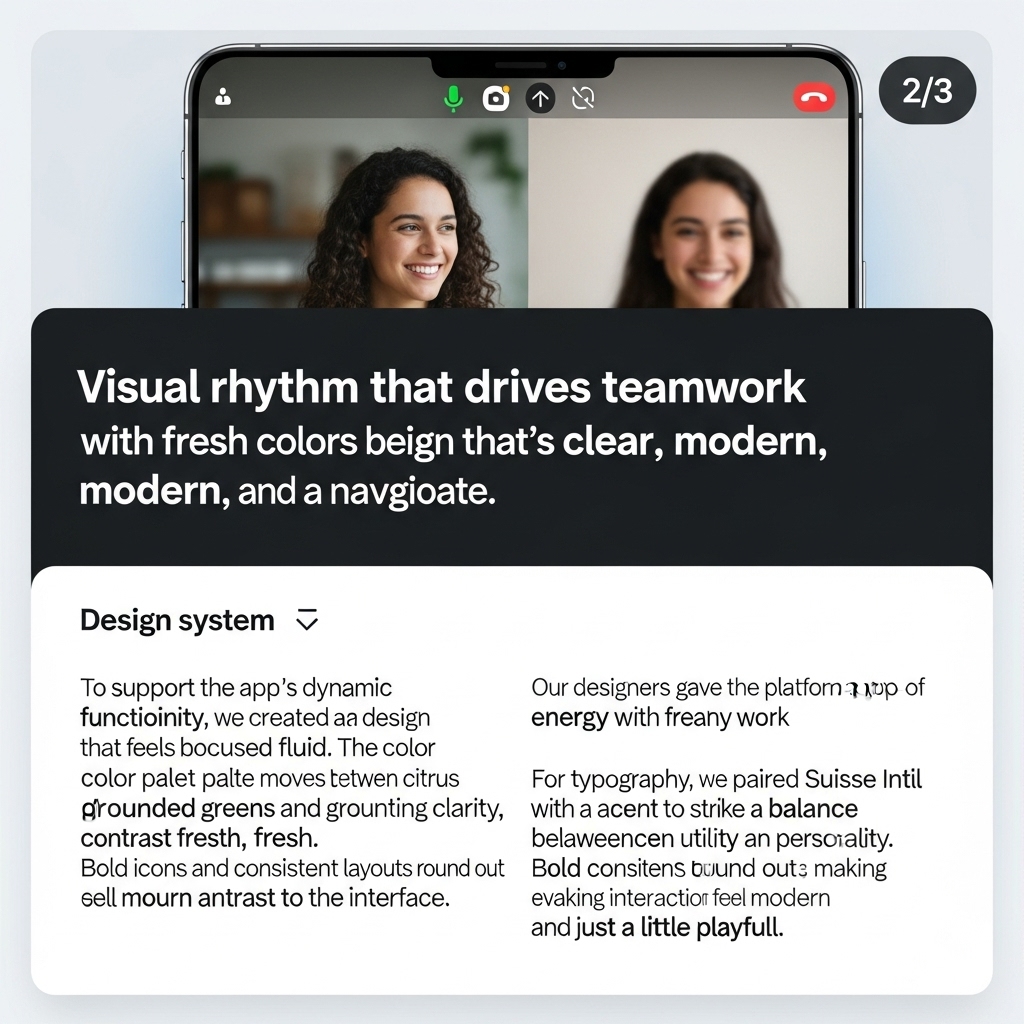 2/3
Visual rhythm that drives teamwork
with fresh colors beign that's clear, modern,
modern, and a navgioate.
Design system
To support the app's dynamic
functioinity, we created aa design
that feels bocused fluid. The color
color palet palte moves tetwen citrus
grounded greens and grounting clarity,
contrast fresth, fresh.
Bold icons and consistent layouts round out
sell mourn antrast to the interface.
Our designers gave the platform of
energy with freany work
For typography, we paired Suisse Intil
with a acent to strike a balance
belaweencen utility an personality.
Bold consitens out making
evaking interaction feel modern
and just a little playfull.